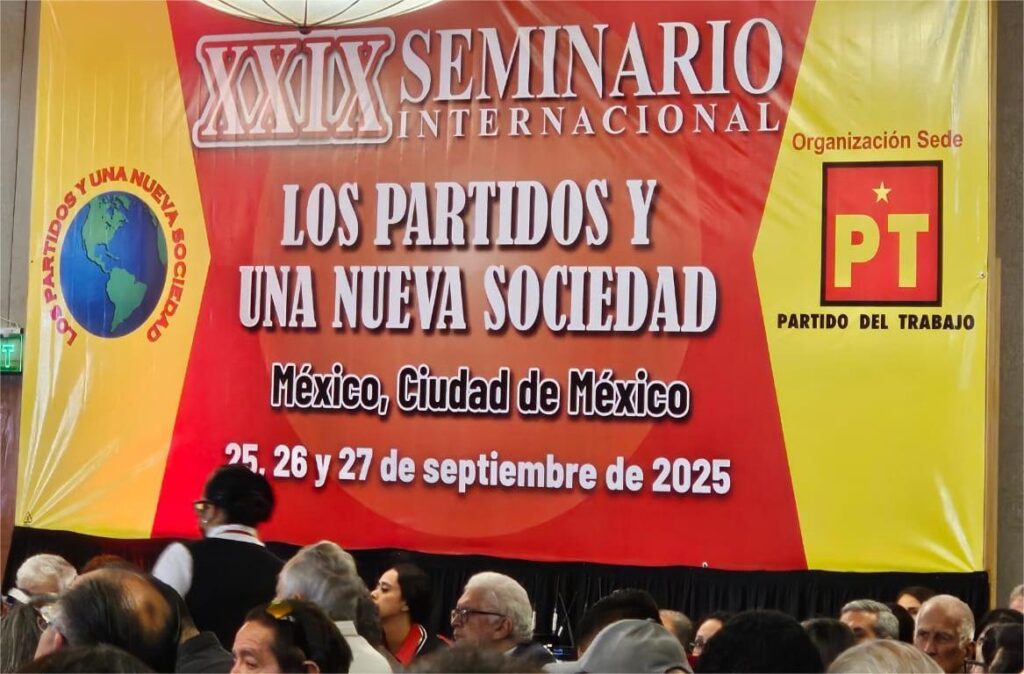 XXIX SEMINARIO
INTERNACIONAL
LOS PARTIDOS Y
UNA NUEVA SOCIEDAD
México, Ciudad de México
25, 26 y 27 de septiembre de 2025
LOS PARTIDOS Y UNA NUEVA SOCIEDAD
Organización Sede
PT
PARTIDO DEL TRABAJO